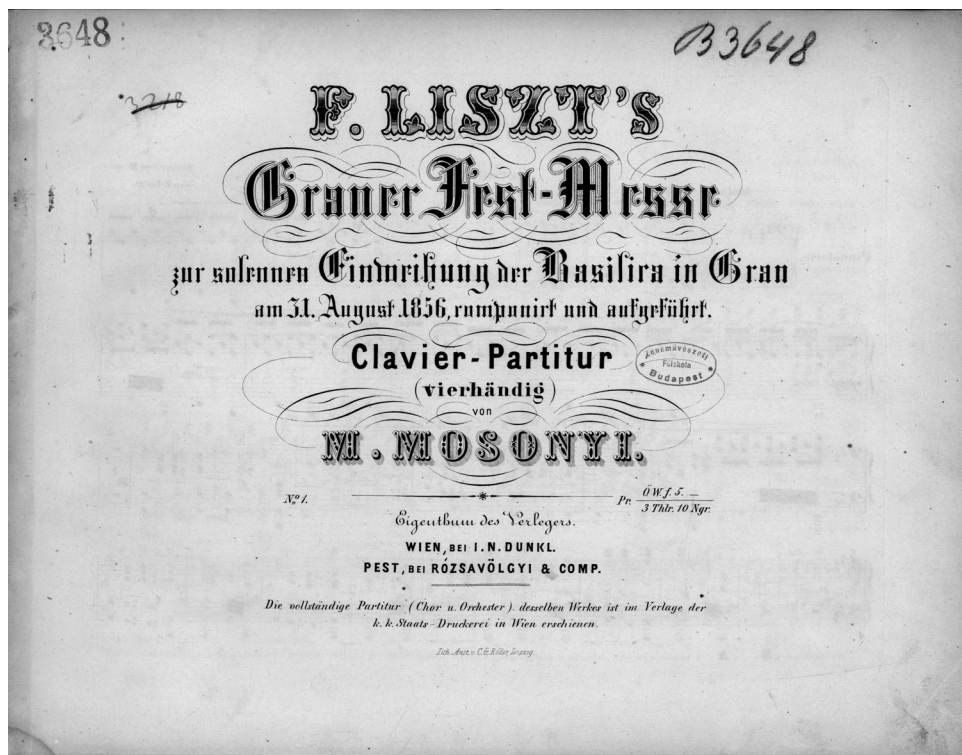 3648
B3648
3218
F. LISZT's
Graner Fest-Messe
zur solennen Einweihung der Basilica in Gran
am 31. August 1856, componirt und aufgeführt.
Clavier-Partitur
(vierhändig)
von
M. MOSONYI.
Zeneművészeti
Főiskola
Budapest
No. 1.
Pr. Ö W. f. 5. _
3 Thlr. 10 Ngr.
Eigenthum des Verlegers.
WIEN, BEI I. N. DUNKL.
PEST, BEI RÓZSAVÖLGYI & COMP.
Die vollständige Partitur (Chor u. Orchester) desselben Werkes ist im Verlage der
k. k. Staats-Druckerei in Wien erschienen.
Lith. Anst. v. C. G. Röder, Leipzig.